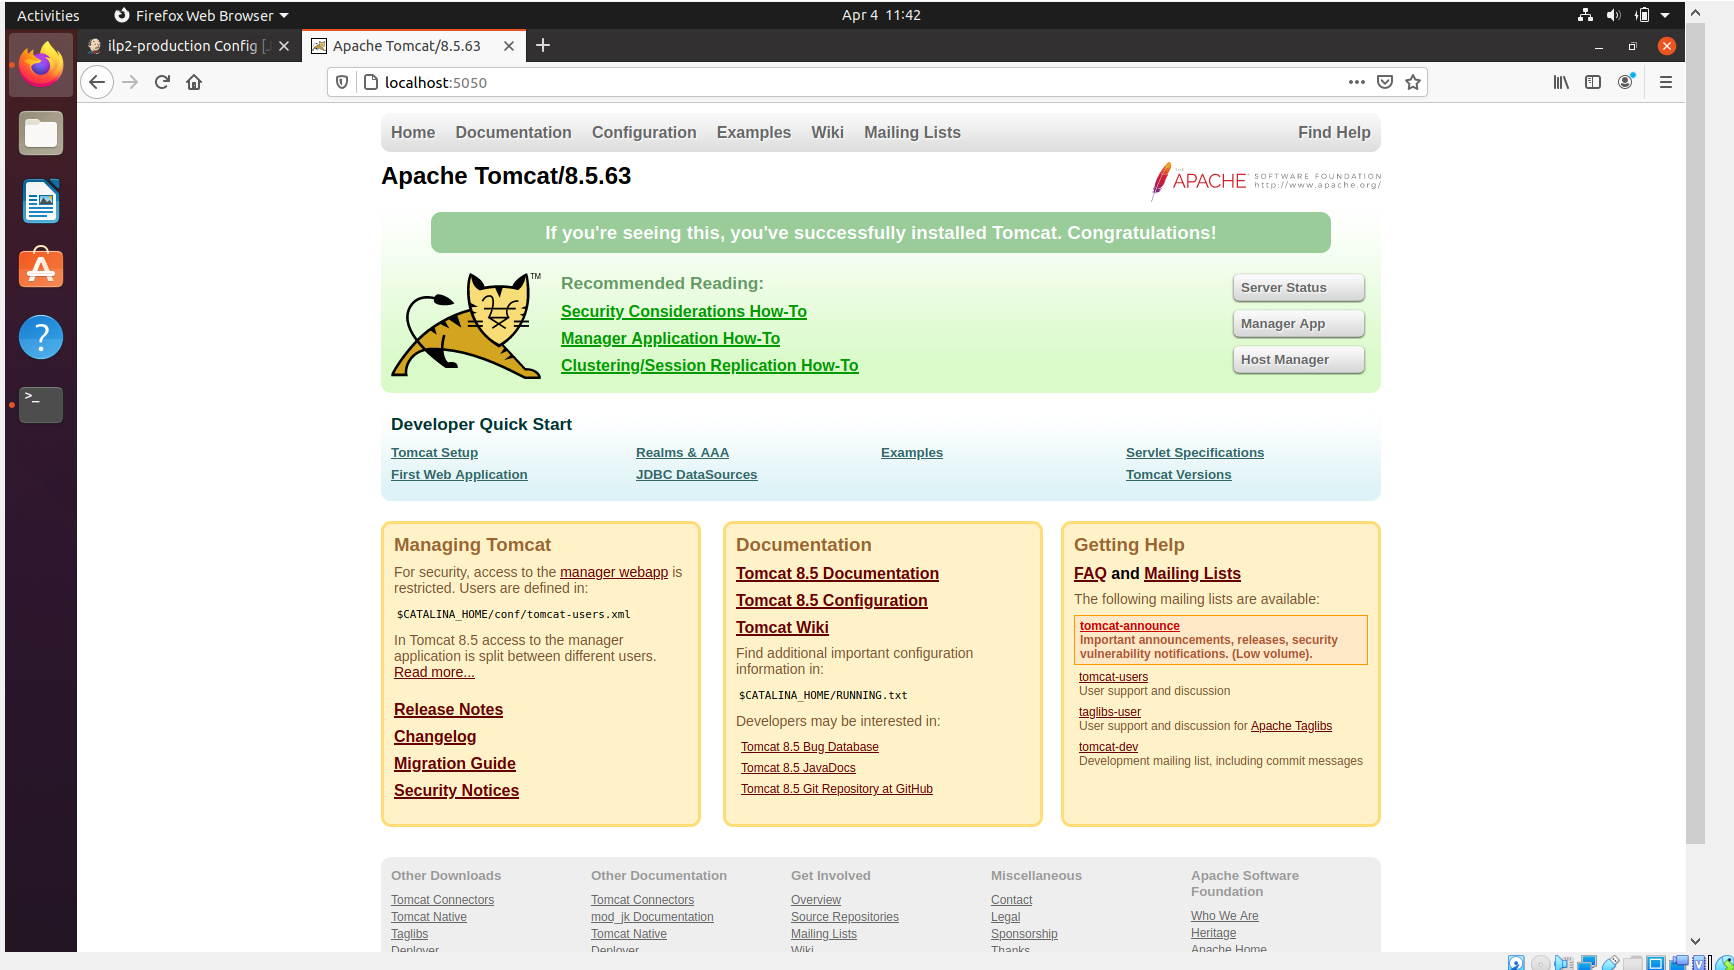 Activities
Firefox Web Browser
Apr 4 11:42
ilp2-production Config [
Apache Tomcat/8.5.63
localhost:5050
Home Documentation Configuration Examples Wiki Mailing Lists Find Help
Apache Tomcat/8.5.63
THE
APACHE SOFTWARE FOUNDATION
http://www.apache.org/
If you're seeing this, you've successfully installed Tomcat. Congratulations!
TM
Recommended Reading:
Security Considerations How-To
Manager Application How-To
Clustering/Session Replication How-To
Server Status
Manager App
Host Manager
Developer Quick Start
Tomcat Setup
First Web Application
Realms & AAA
JDBC DataSources
Examples
Servlet Specifications
Tomcat Versions
Managing Tomcat
For security, access to the manager webapp is
restricted. Users are defined in:
$CATALINA_HOME/conf/tomcat-users.xml
In Tomcat 8.5 access to the manager
application is split between different users.
Read more...
Release Notes
Changelog
Migration Guide
Security Notices
Documentation
Tomcat 8.5 Documentation
Tomcat 8.5 Configuration
Tomcat Wiki
Find additional important configuration
information in:
$CATALINA_HOME/RUNNING.txt
Developers may be interested in:
Tomcat 8.5 Bug Database
Tomcat 8.5 JavaDocs
Tomcat 8.5 Git Repository at GitHub
Getting Help
FAQ and Mailing Lists
The following mailing lists are available:
tomcat-announce
Important announcements, releases, security
vulnerability notifications. (Low volume).
tomcat-users
User support and discussion
taglibs-user
User support and discussion for Apache Taglibs
tomcat-dev
Development mailing list, including commit messages
Other Downloads
Tomcat Connectors
Tomcat Native
Taglibs
Deployer
Other Documentation
Tomcat Connectors
mod_jk Documentation
Tomcat Native
Deployer
Get Involved
Overview
Source Repositories
Mailing Lists
Wiki
Miscellaneous
Contact
Legal
Sponsorship
Thanks
Apache Software
Foundation
Who We Are
Heritage
Apache Home